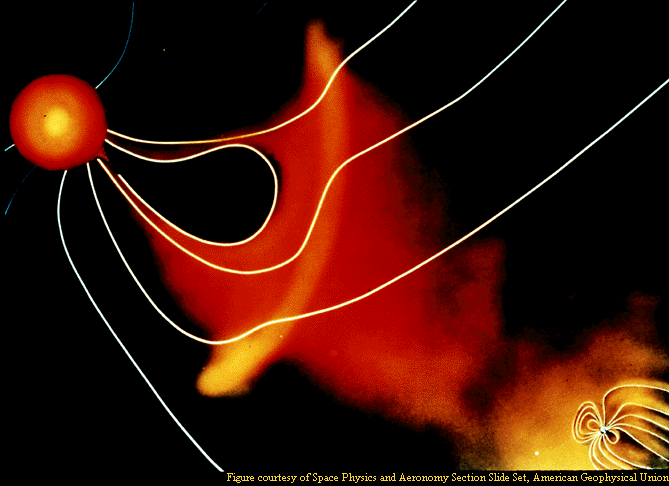 Figure courtesy of Space Physics and Aeronomy Section Slide Set, American Geophysical Union